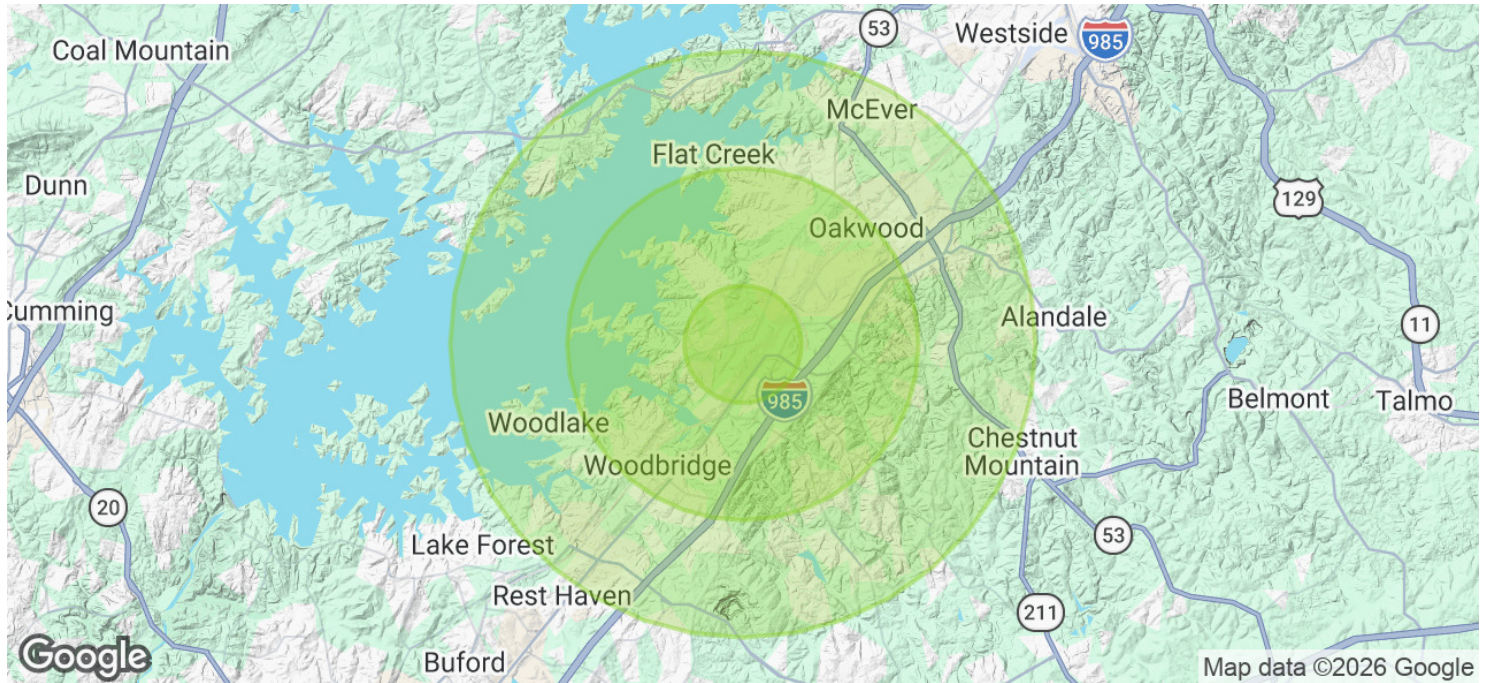 53
Westside
985
Coal Mountain
McEver
Flat Creek
Dunn
129
Oakwood
Cumming
Alandale
11
985
Belmont
Talmo
Woodlake
Chestnut
Mountain
Woodbridge
20
53
Lake Forest
Rest Haven
211
Buford
Google
Map data ©2026 Google